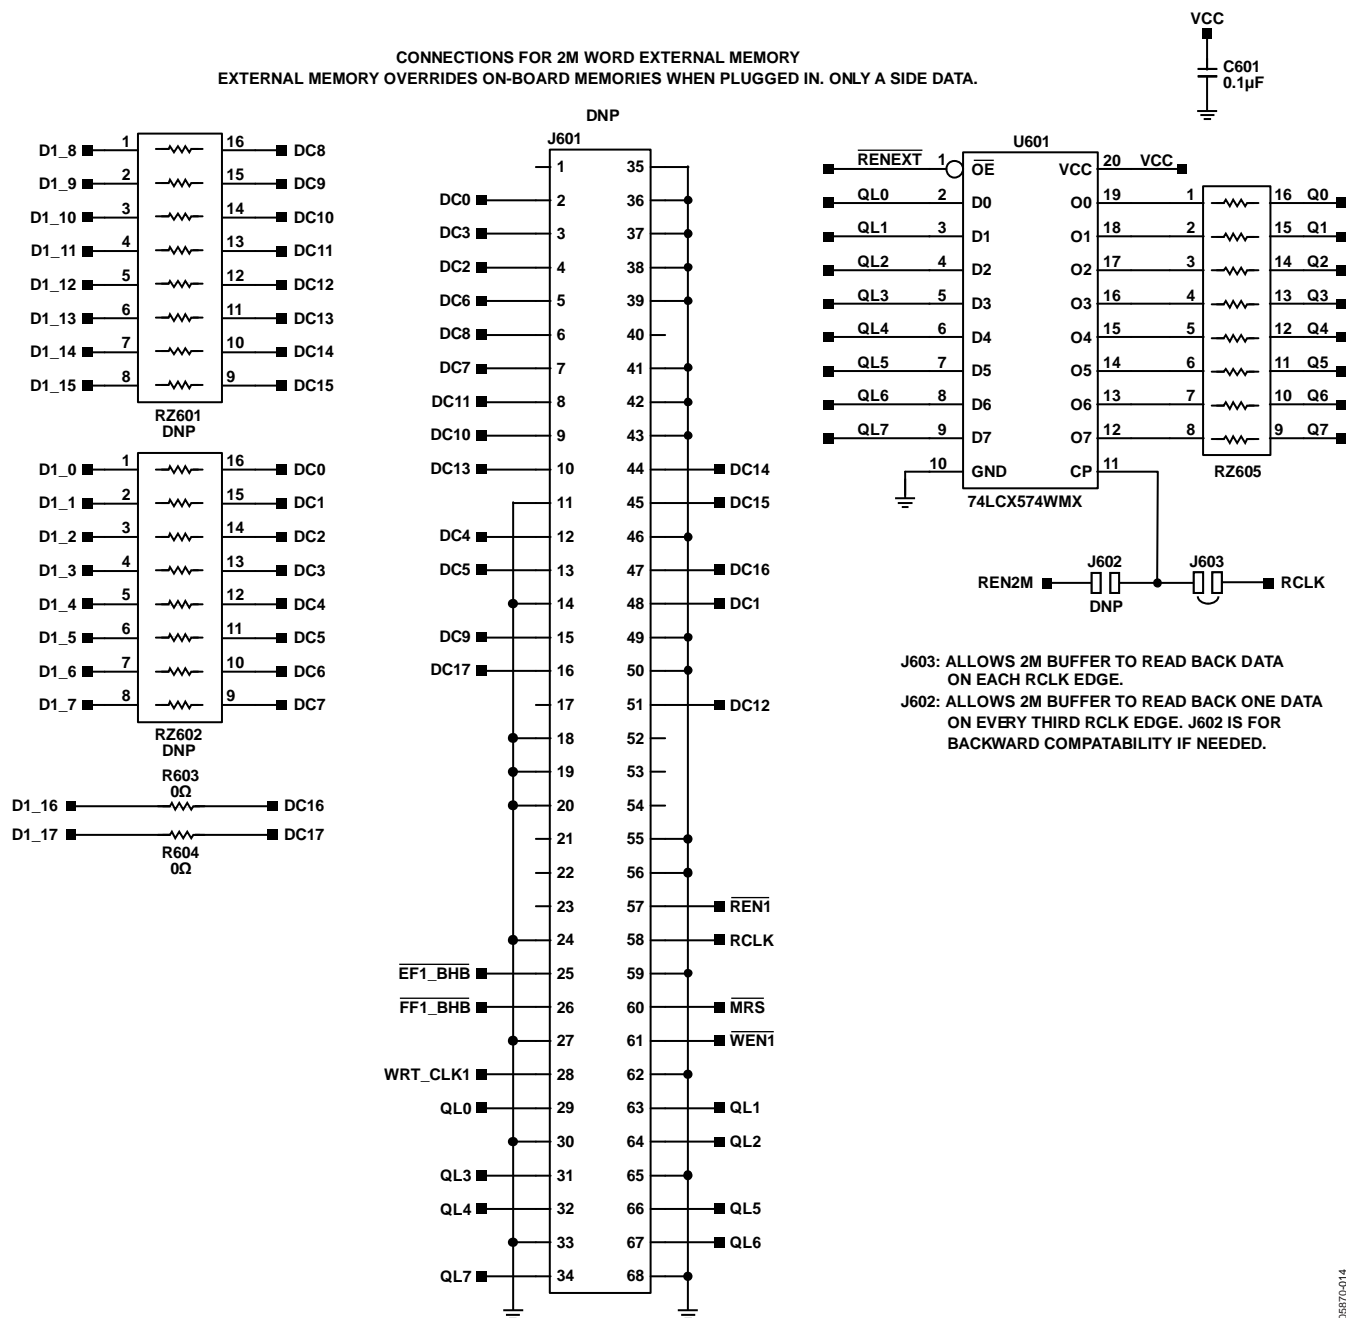 CONNECTIONS FOR 2M WORD EXTERNAL MEMORY
EXTERNAL MEMORY OVERRIDES ON-BOARD MEMORIES WHEN PLUGGED IN. ONLY A SIDE DATA.
VCC
C601
0.1µF
D1_8 1 16 DC8
D1_9 2 15 DC9
D1_10 3 14 DC10
D1_11 4 13 DC11
D1_12 5 12 DC12
D1_13 6 11 DC13
D1_14 7 10 DC14
D1_15 8 9 DC15
RZ601
DNP
D1_0 1 16 DC0
D1_1 2 15 DC1
D1_2 3 14 DC2
D1_3 4 13 DC3
D1_4 5 12 DC4
D1_5 6 11 DC5
D1_6 7 10 DC6
D1_7 8 9 DC7
RZ602
DNP
R603
0Ω
D1_16 DC16
D1_17 DC17
R604
0Ω
DNP
J601
1 35
DC0 2 36
DC3 3 37
DC2 4 38
DC6 5 39
DC8 6 40
DC7 7 41
DC11 8 42
DC10 9 43
DC13 10 44 DC14
11 45 DC15
DC4 12 46
DC5 13 47 DC16
14 48 DC1
DC9 15 49
DC17 16 50
17 51 DC12
18 52
19 53
20 54
21 55
22 56
23 57 REN1
24 58 RCLK
EF1_BHB 25 59
FF1_BHB 26 60 MRS
27 61 WEN1
WRT_CLK1 28 62
QL0 29 63 QL1
30 64 QL2
QL3 31 65
QL4 32 66 QL5
33 67 QL6
QL7 34 68
U601
RENEXT 1 OE VCC 20 VCC
QL0 2 D0 O0 19 1 16 Q0
QL1 3 D1 O1 18 2 15 Q1
QL2 4 D2 O2 17 3 14 Q2
QL3 5 D3 O3 16 4 13 Q3
QL4 6 D4 O4 15 5 12 Q4
QL5 7 D5 O5 14 6 11 Q5
QL6 8 D6 O6 13 7 10 Q6
QL7 9 D7 O7 12 8 9 Q7
10 GND CP 11
RZ605
74LCX574WMX
J602 J603
REN2M RCLK
DNP
J603: ALLOWS 2M BUFFER TO READ BACK DATA
ON EACH RCLK EDGE.
J602: ALLOWS 2M BUFFER TO READ BACK ONE DATA
ON EVERY THIRD RCLK EDGE. J602 IS FOR
BACKWARD COMPATABILITY IF NEEDED.
05870-014